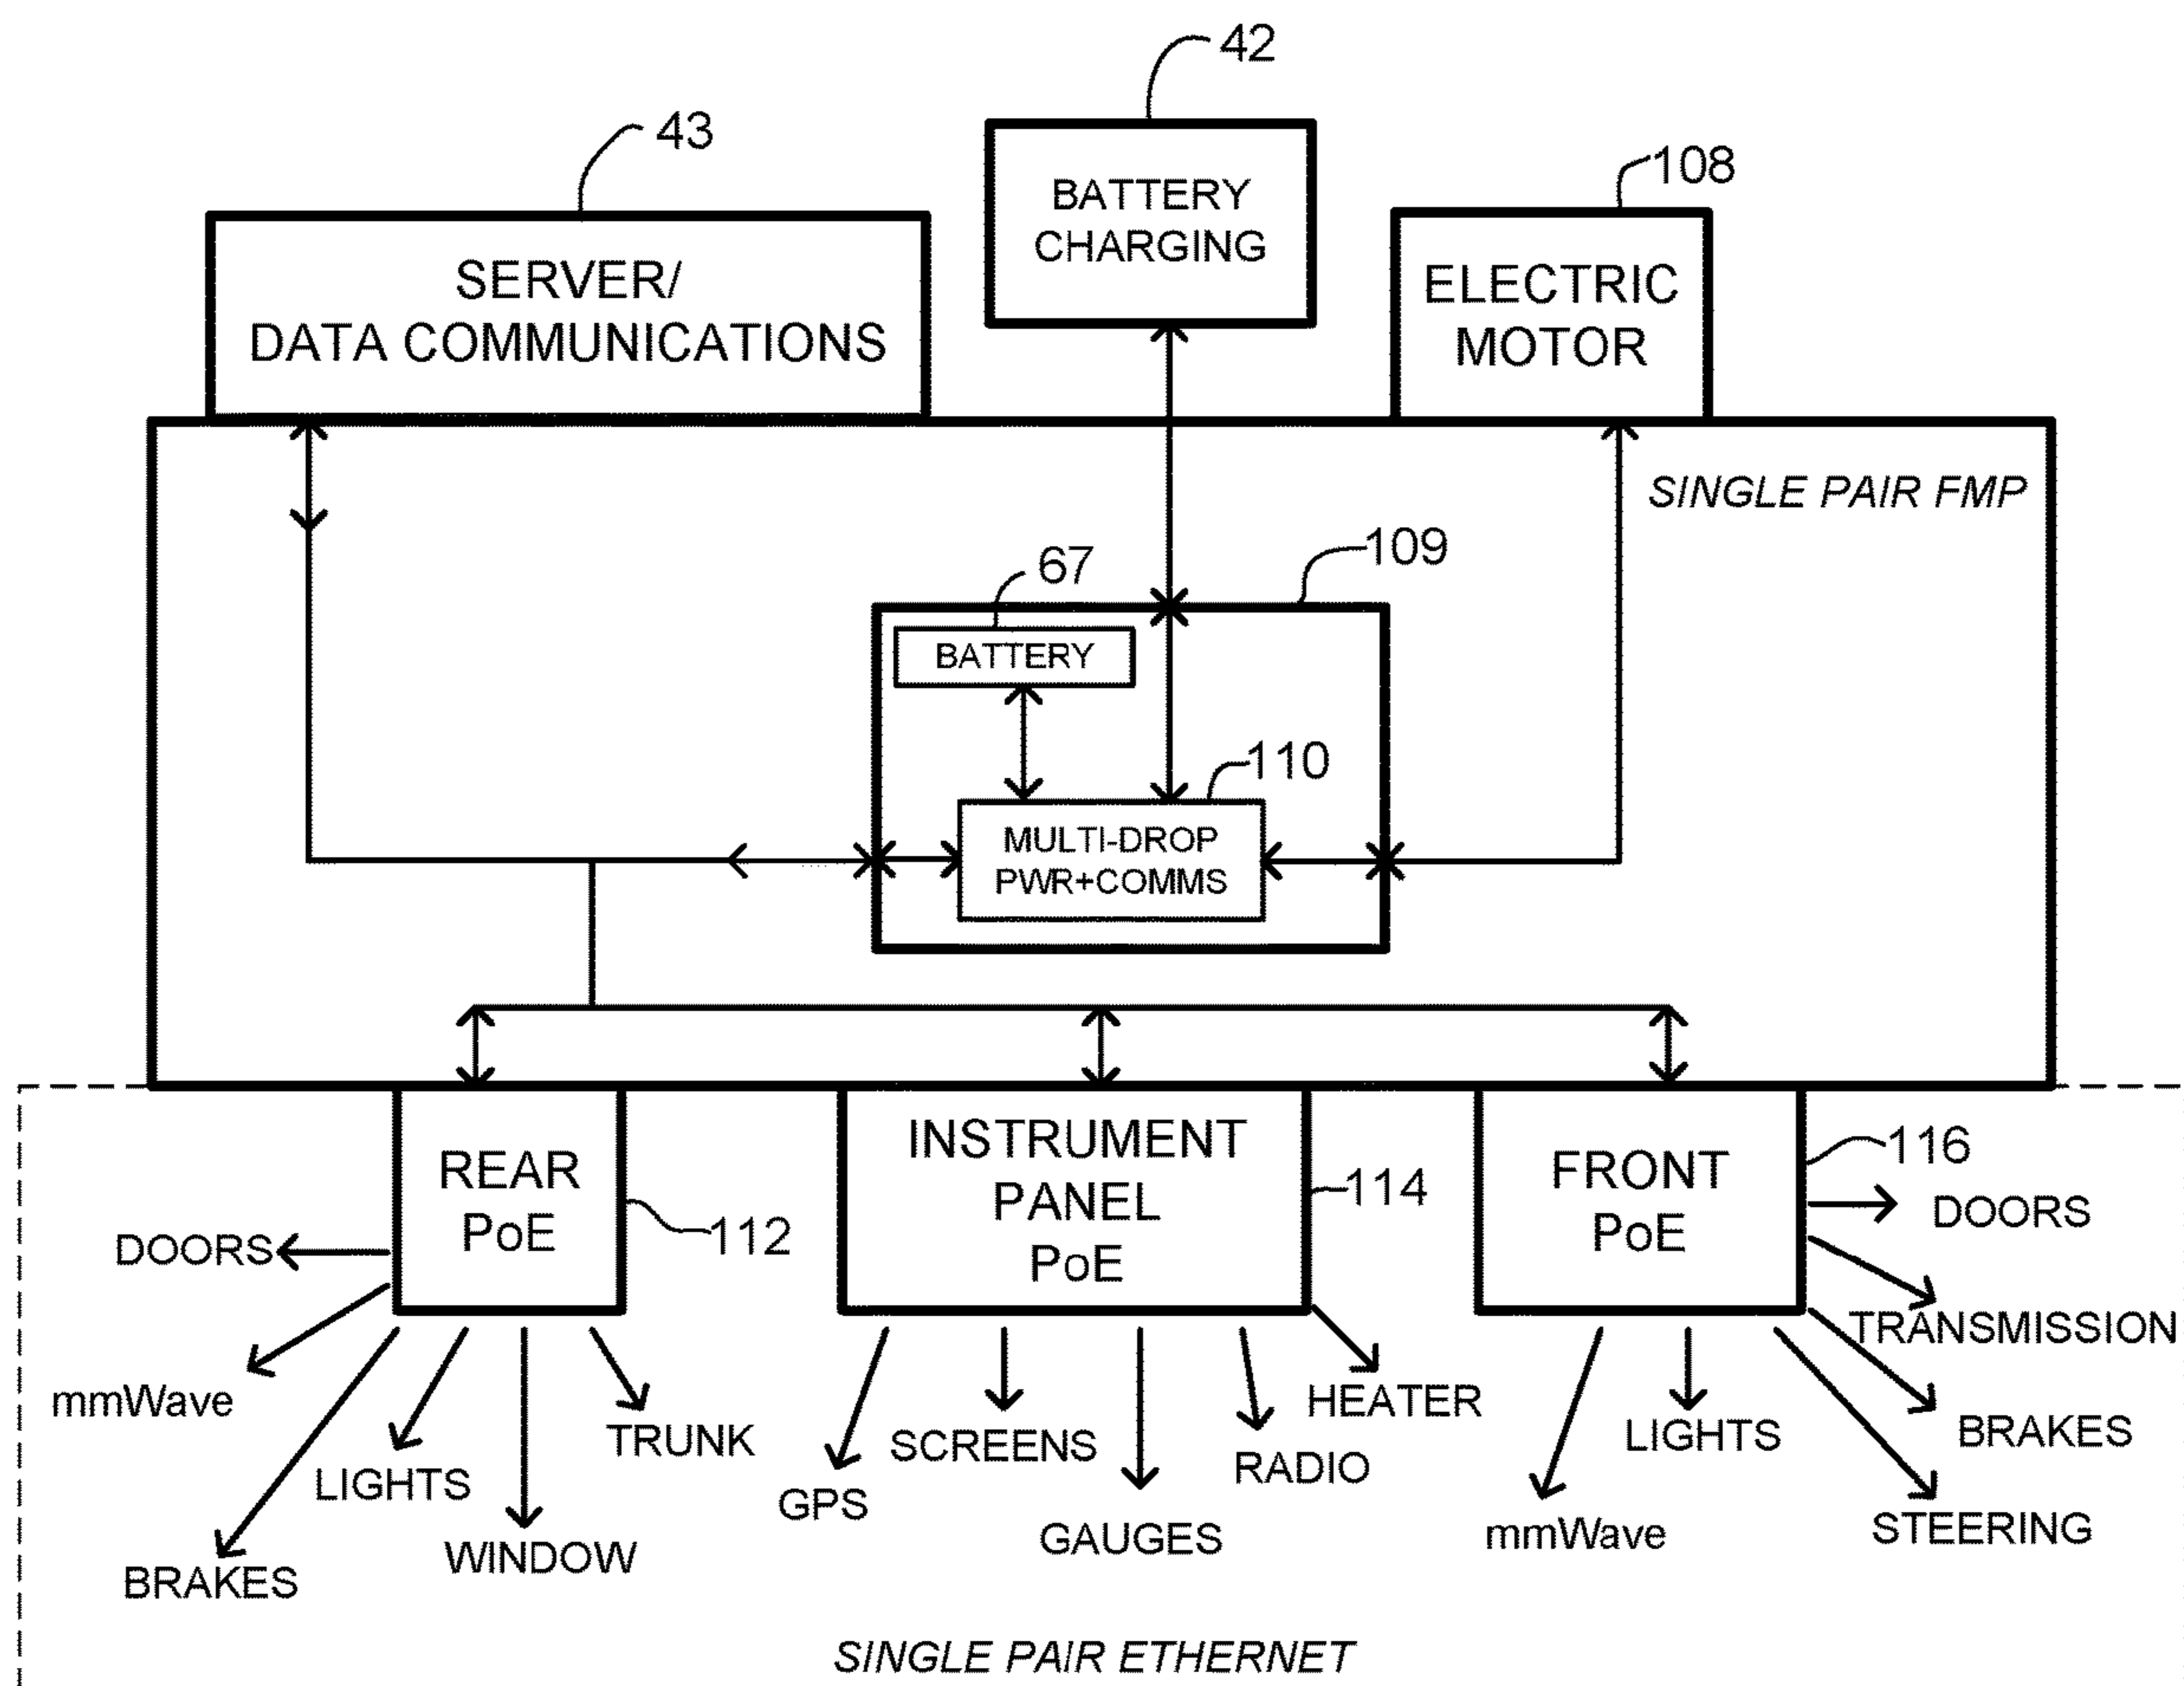 42
43
108
BATTERY
CHARGING
SERVER/
DATA COMMUNICATIONS
ELECTRIC
MOTOR
SINGLE PAIR FMP
109
67
BATTERY
110
MULTI-DROP
PWR+COMMS
REAR
PoE
112
INSTRUMENT
PANEL
PoE
114
FRONT
PoE
116
DOORS
mmWave
BRAKES
LIGHTS
WINDOW
TRUNK
GPS
SCREENS
GAUGES
RADIO
HEATER
mmWave
LIGHTS
STEERING
BRAKES
TRANSMISSION
DOORS
SINGLE PAIR ETHERNET